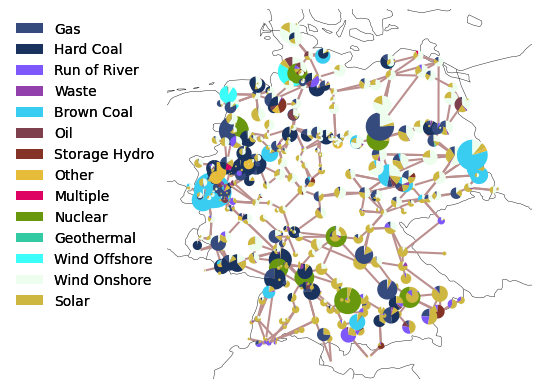 Gas
Hard Coal
Run of River
Waste
Brown Coal
Oil
Storage Hydro
Other
Multiple
Nuclear
Geothermal
Wind Offshore
Wind Onshore
Solar